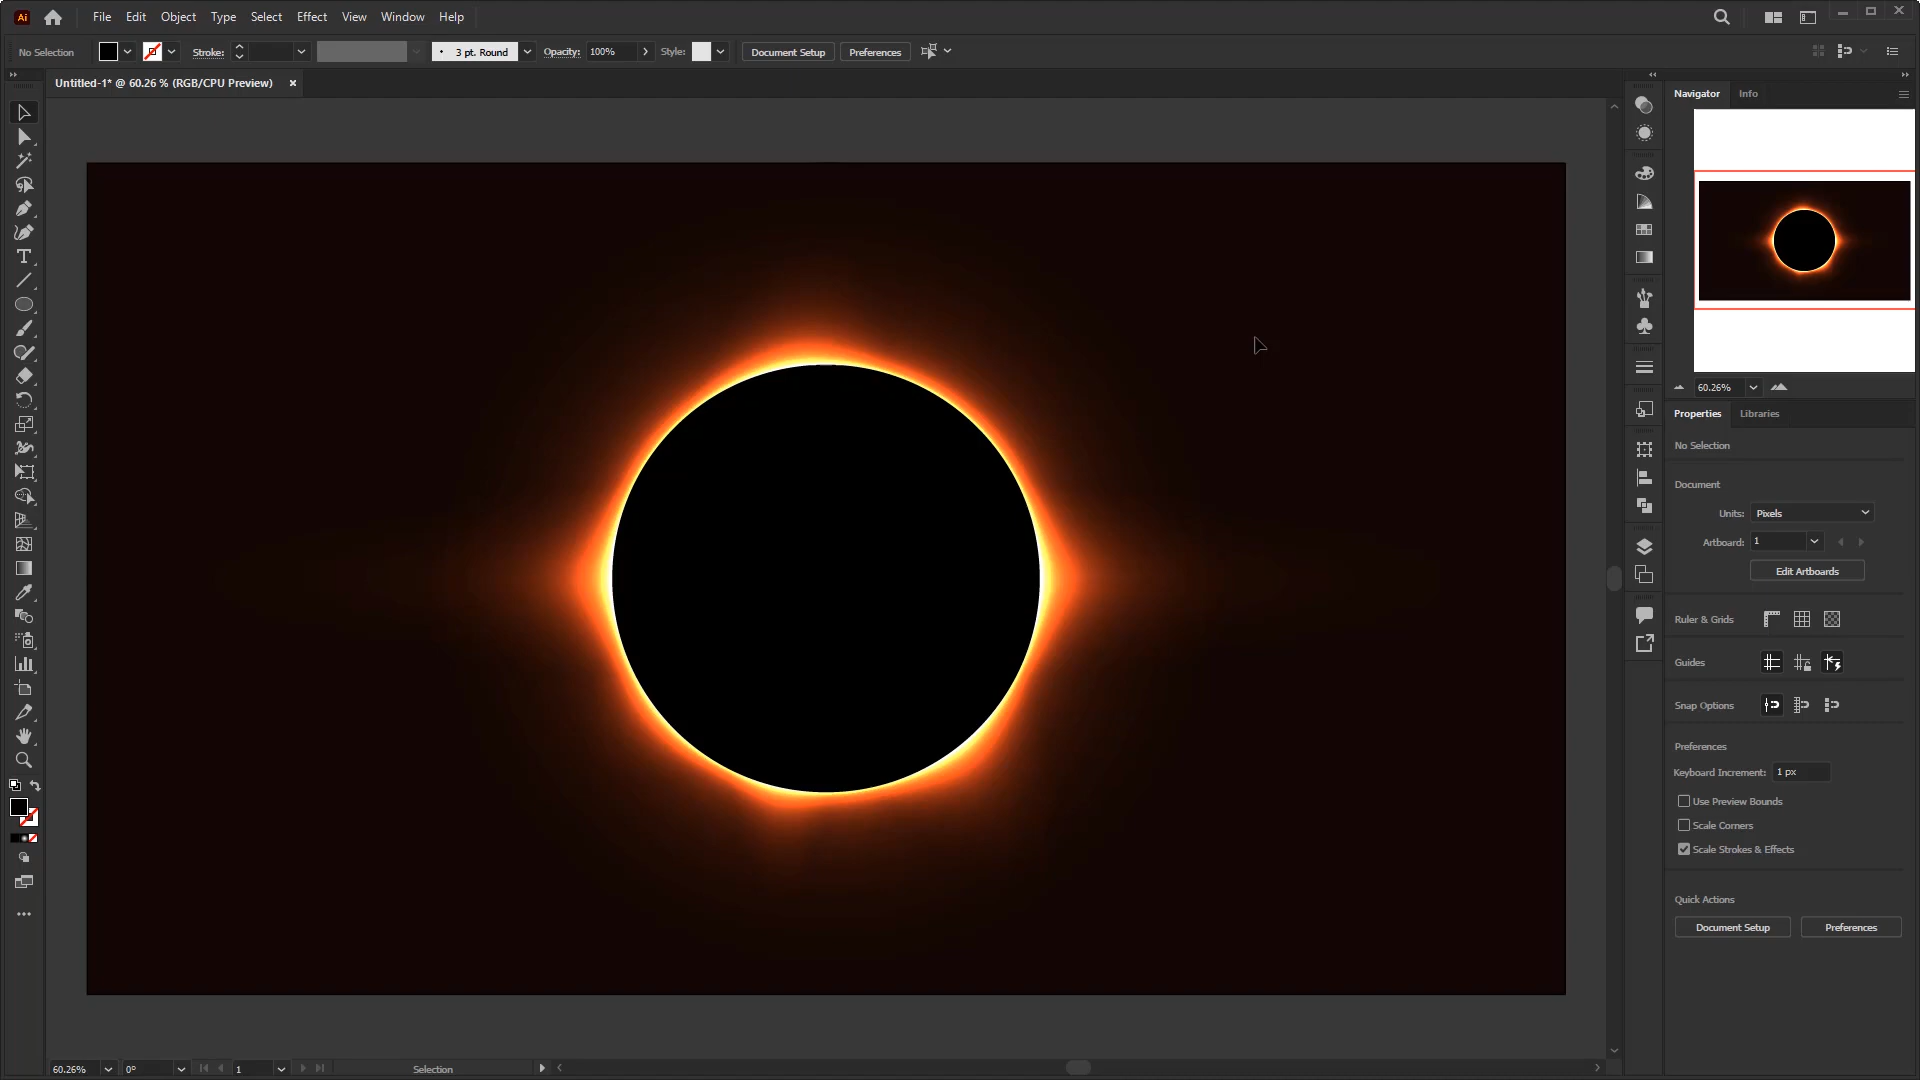 Ai File Edit Object Type Select Effect View Window Help
No Selection Stroke: 3 pt. Round Opacity: 100% Style: Document Setup Preferences
Untitled-1* @ 60.26 % (RGB/CPU Preview) ×
Navigator Info
60.26%
Properties Libraries
No Selection
Document
Units: Pixels
Artboard: 1
Edit Artboards
Ruler & Grids
Guides
Snap Options
Preferences
Keyboard Increment: 1 px
Use Preview Bounds
Scale Corners
Scale Strokes & Effects
Quick Actions
Document Setup Preferences
60.26% 0° 1 Selection